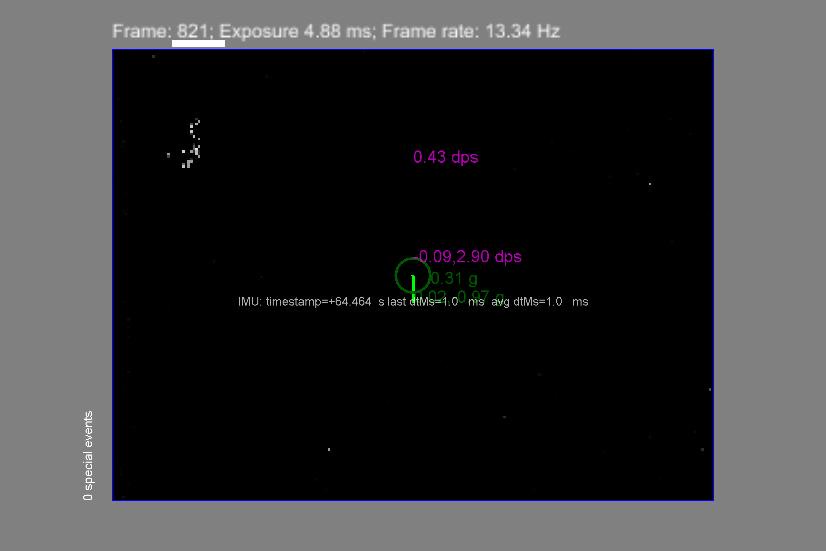 Frame: 821; Exposure 4.88 ms; Frame rate: 13.34 Hz
0.43 dps
-0.09,2.90 dps
0.31 g
0.97 g
IMU: timestamp=+64.464 s last dtMs=1.0 ms avg dtMs=1.0 ms
0 special events